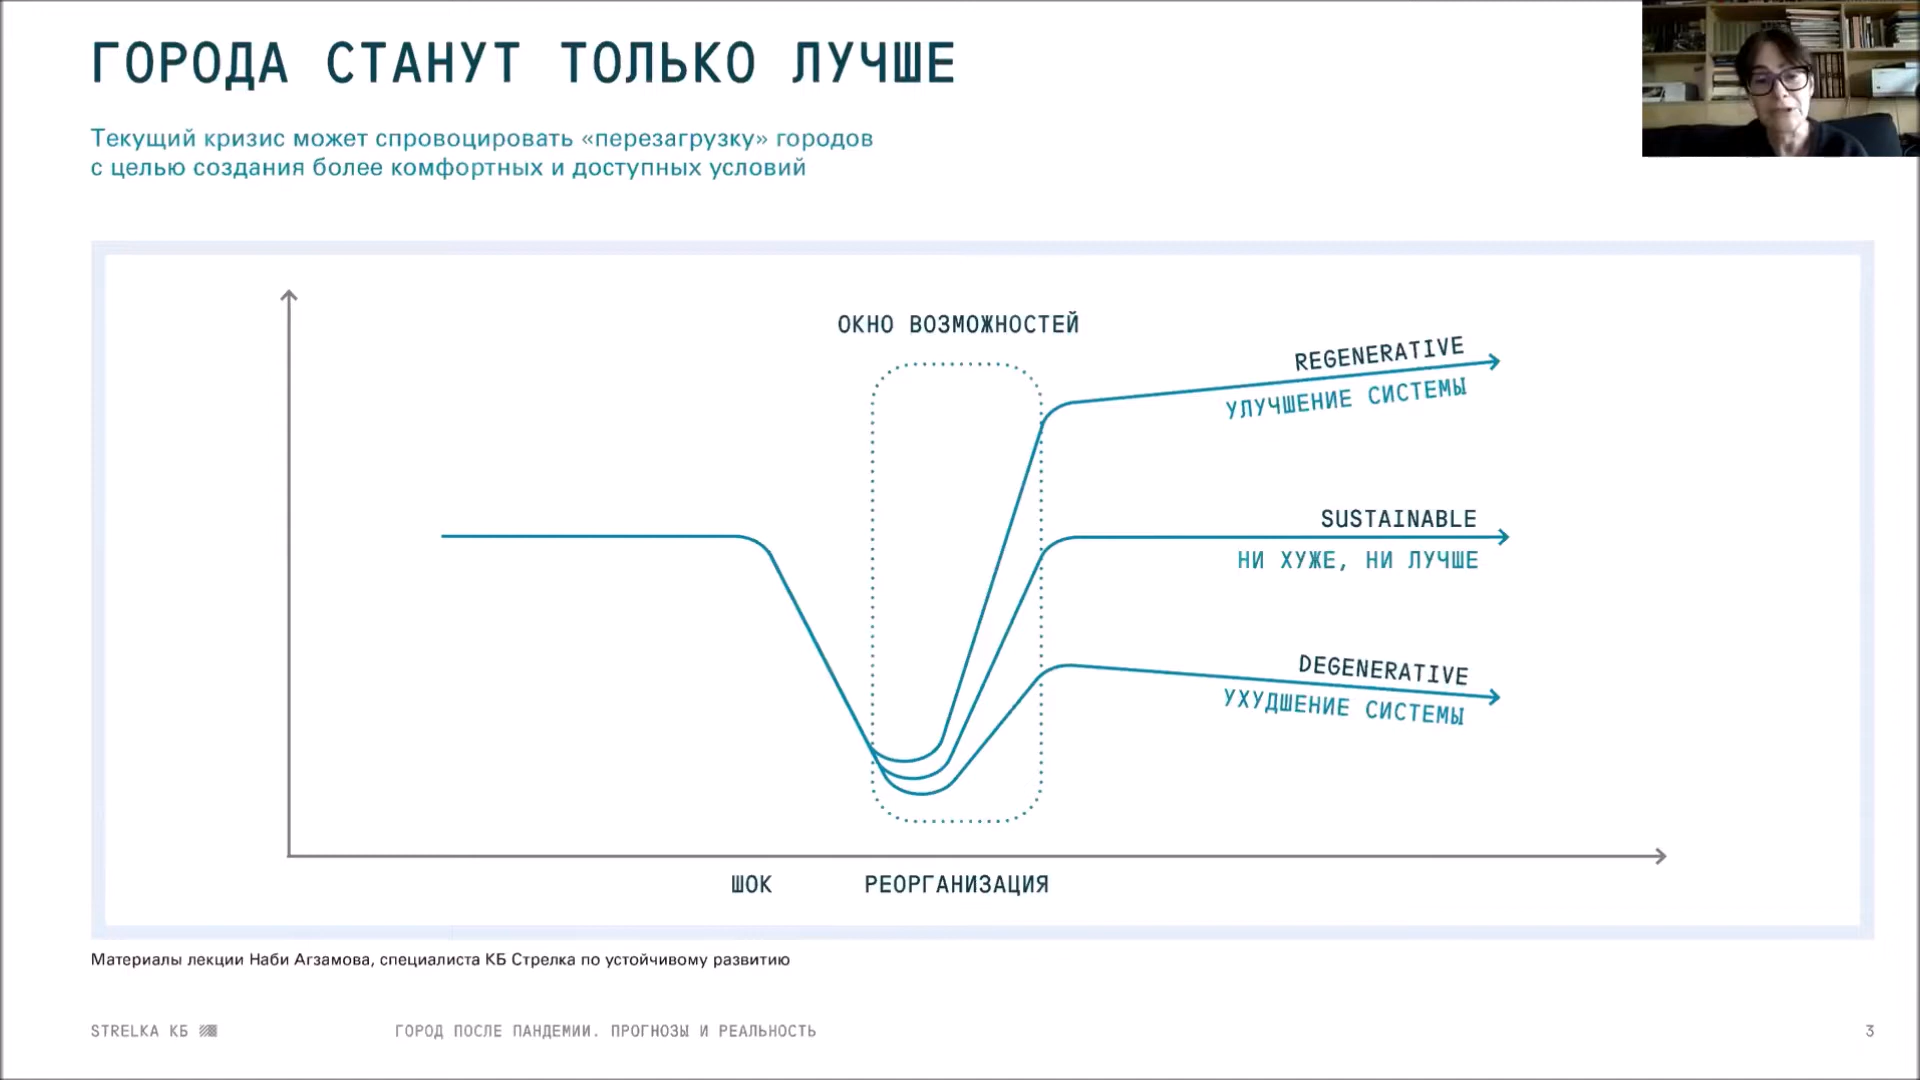 ГОРОДА СТАНУТ ТОЛЬКО ЛУЧШЕ
Текущий кризис может спровоцировать «перезагрузку» городов
с целью создания более комфортных и доступных условий
ОКНО ВОЗМОЖНОСТЕЙ
REGENERATIVE
УЛУЧШЕНИЕ СИСТЕМЫ
SUSTAINABLE
НИ ХУЖЕ, НИ ЛУЧШЕ
DEGENERATIVE
УХУДШЕНИЕ СИСТЕМЫ
ШОК
РЕОРГАНИЗАЦИЯ
Материалы лекции Наби Агзамова, специалиста КБ Стрелка по устойчивому развитию
STRELKA КБ
ГОРОД ПОСЛЕ ПАНДЕМИИ. ПРОГНОЗЫ И РЕАЛЬНОСТЬ
3